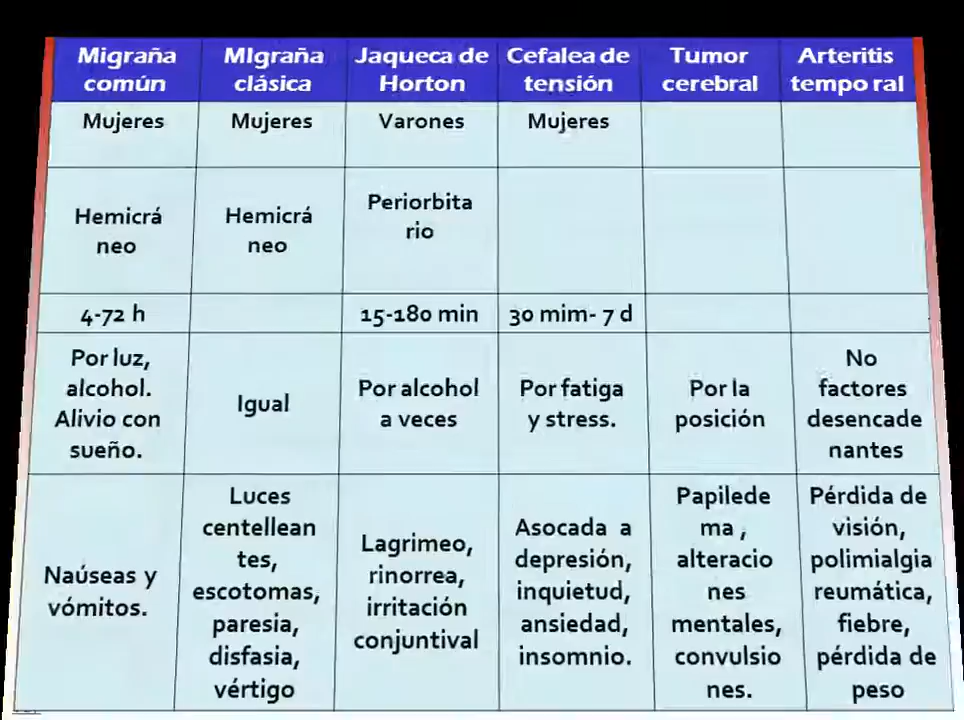 Migraña común
MIgraña clásica
Jaqueca de Horton
Cefalea de tensión
Tumor cerebral
Arteritis tempo ral
Mujeres
Mujeres
Varones
Mujeres
Hemicrá
neo
Hemicrá
neo
Periorbita
rio
4-72 h
15-180 min
30 mim- 7 d
Por luz,
alcohol.
Alivio con
sueño.
Igual
Por alcohol
a veces
Por fatiga
y stress.
Por la
posición
No
factores
desencade
nantes
Naúseas y
vómitos.
Luces
centellean
tes,
escotomas,
paresia,
disfasia,
vértigo
Lagrimeo,
rinorrea,
irritación
conjuntival
Asocada a
depresión,
inquietud,
ansiedad,
insomnio.
Papilede
ma ,
alteracio
nes
mentales,
convulsio
nes.
Pérdida de
visión,
polimialgia
reumática,
fiebre,
pérdida de
peso